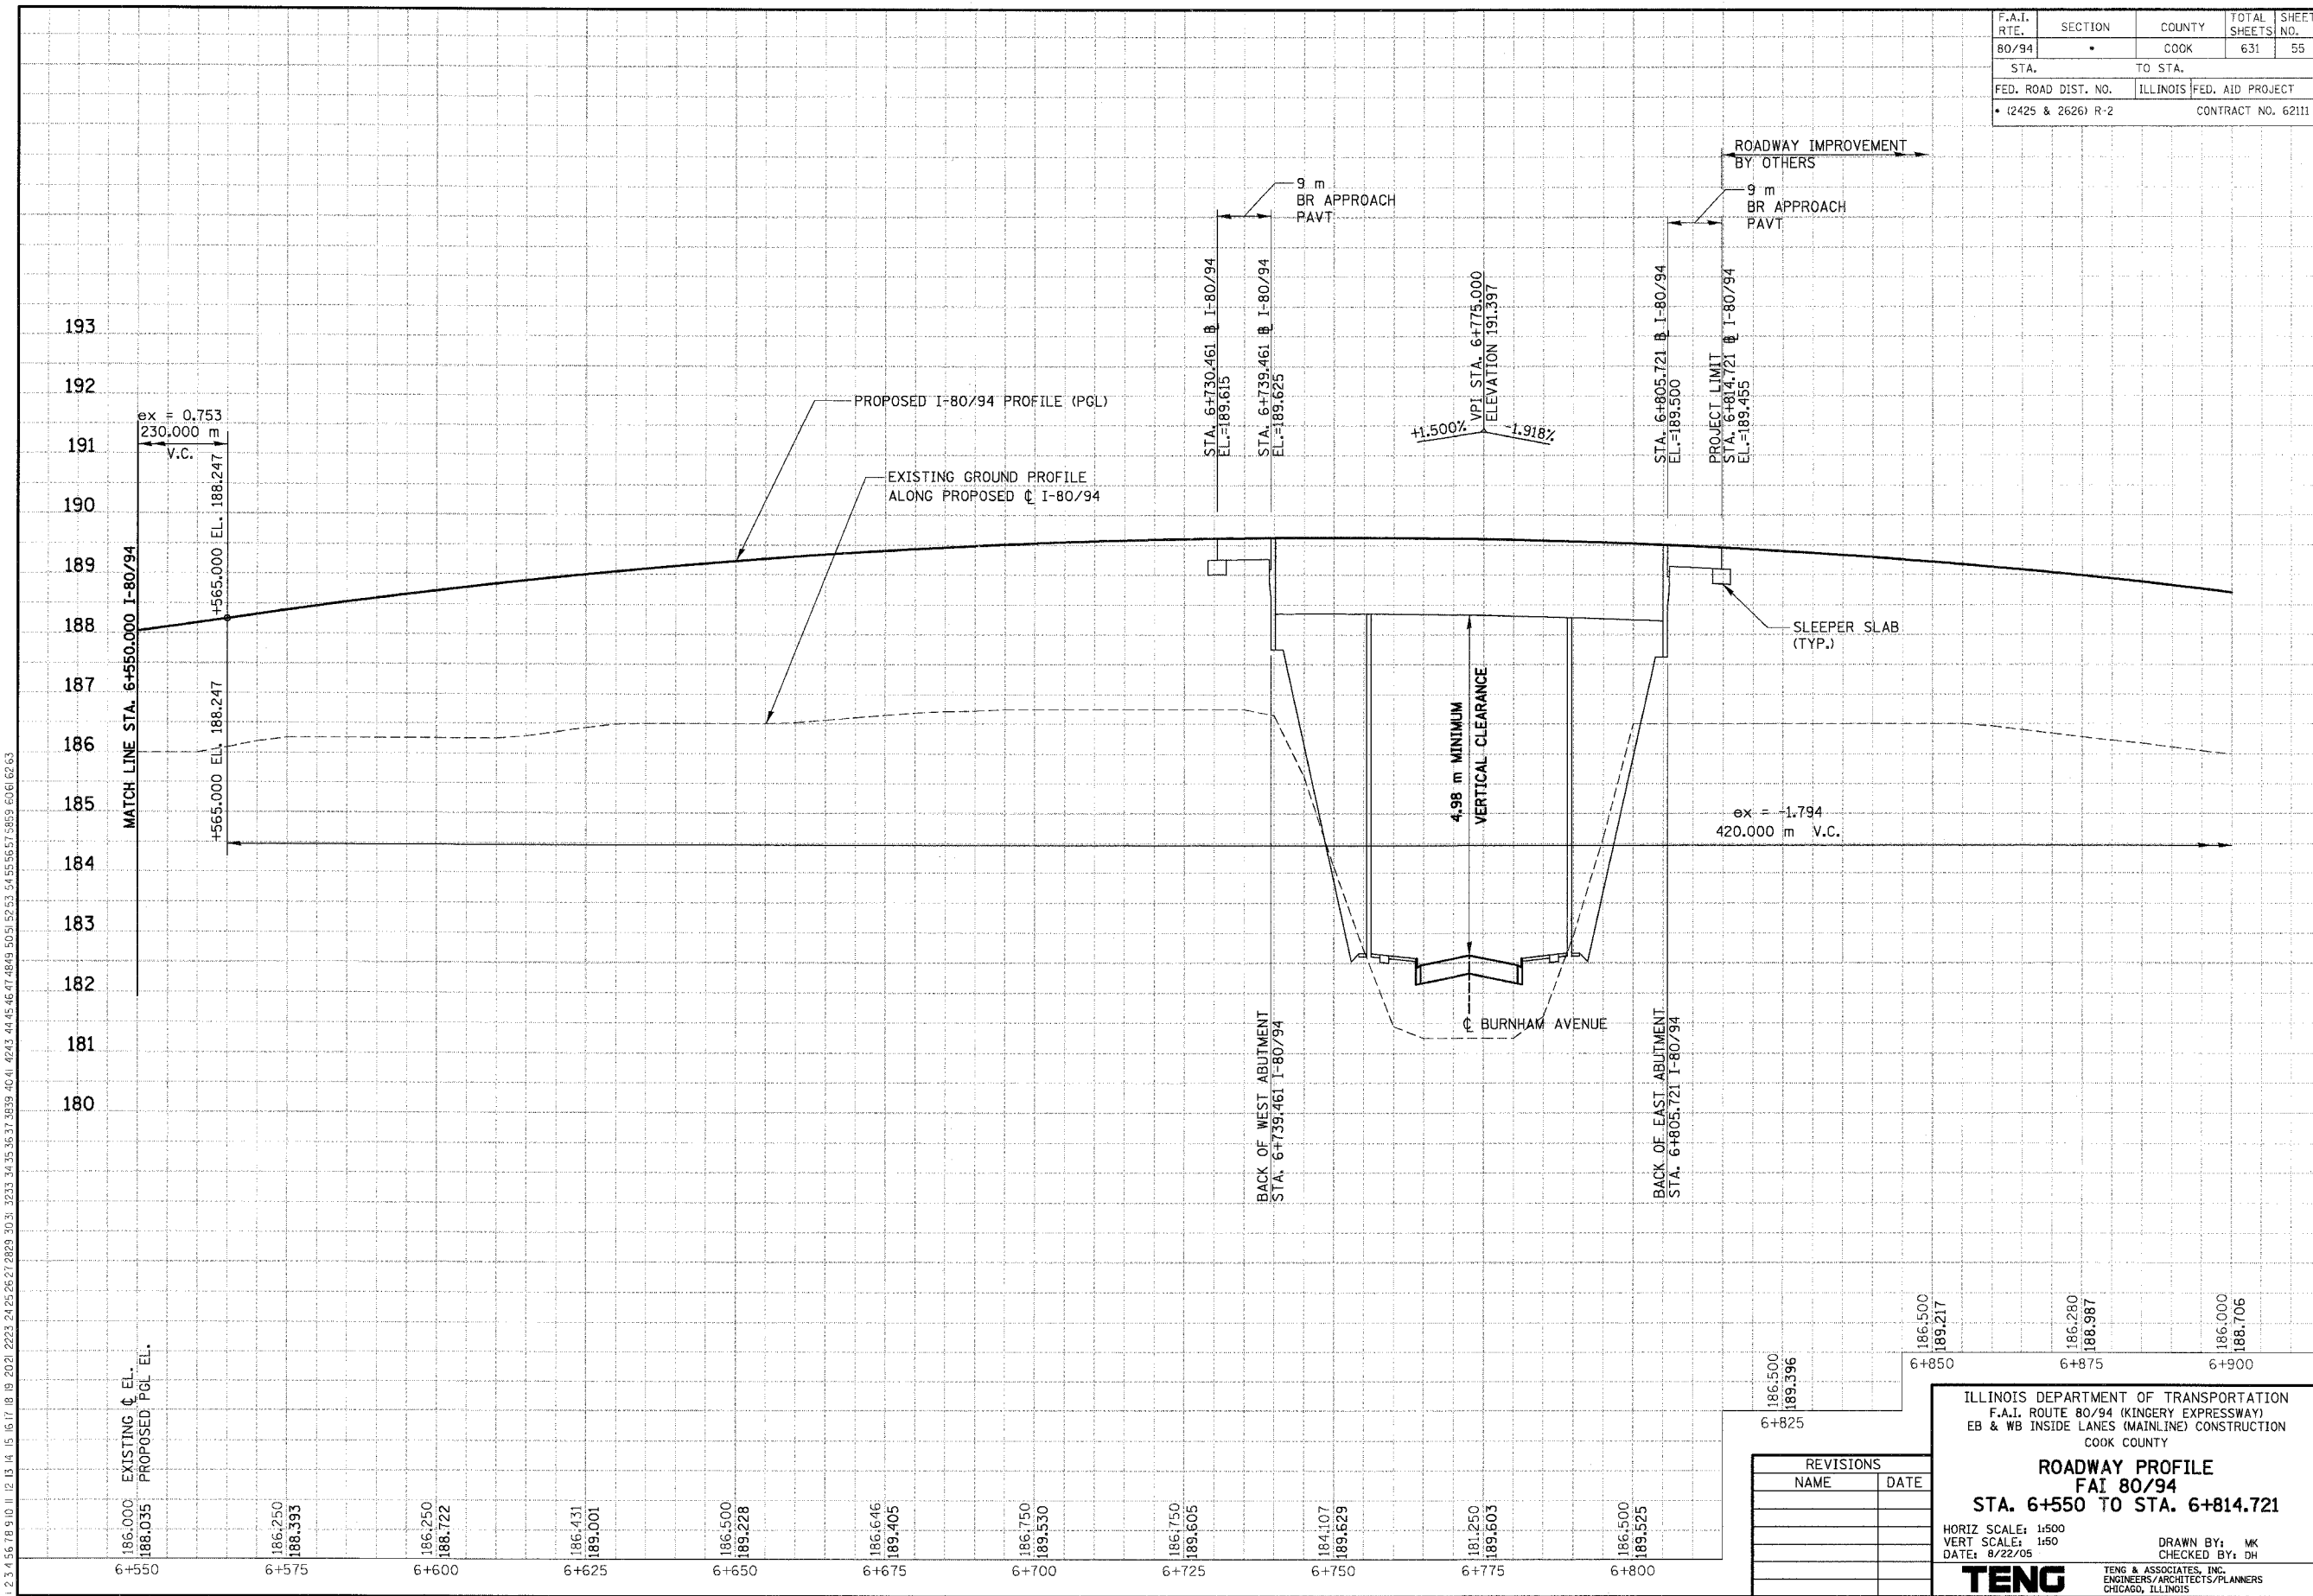 F.A.I. RTE. SECTION COUNTY TOTAL SHEETS SHEET NO.
80/94 * COOK 631 55
STA. TO STA.
FED. ROAD DIST. NO. ILLINOIS FED. AID PROJECT
* (2425 & 2626) R-2 CONTRACT NO. 62111
ROADWAY IMPROVEMENT
BY OTHERS
9 m
BR APPROACH
PAVT
9 m
BR APPROACH
PAVT
193
192
191
190
189
188
187
186
185
184
183
182
181
180
ex = 0.753
230.000 m
V.C.
MATCH LINE STA. 6+550.000 I-80/94
+565.000 EL. 188.247
+565.000 EL. 188.247
PROPOSED I-80/94 PROFILE (PGL)
EXISTING GROUND PROFILE
ALONG PROPOSED ℄ I-80/94
STA. 6+730.461 B I-80/94
EL.=189.615
STA. 6+739.461 B I-80/94
EL.=189.625
VPI STA. 6+775.000
ELEVATION 191.397
+1.500% -1.918%
STA. 6+805.721 B I-80/94
EL.=189.500
PROJECT LIMIT
STA. 6+814.721 B I-80/94
EL.=189.455
SLEEPER SLAB
(TYP.)
4.98 m MINIMUM
VERTICAL CLEARANCE
ex = -1.794
420.000 m V.C.
℄ BURNHAM AVENUE
BACK OF WEST ABUTMENT
STA. 6+739.461 I-80/94
BACK OF EAST ABUTMENT
STA. 6+805.721 I-80/94
EXISTING ℄ EL.
PROPOSED PGL EL.
186.000
188.035
186.250
188.393
186.250
188.722
186.431
189.001
186.500
189.228
186.646
189.405
186.750
189.530
186.750
189.605
184.107
189.629
181.250
189.603
186.500
189.525
186.500
189.396
186.500
189.217
186.280
188.987
186.000
188.706
6+550 6+575 6+600 6+625 6+650 6+675 6+700 6+725 6+750 6+775 6+800
6+825
6+850 6+875 6+900
REVISIONS
NAME DATE
ILLINOIS DEPARTMENT OF TRANSPORTATION
F.A.I. ROUTE 80/94 (KINGERY EXPRESSWAY)
EB & WB INSIDE LANES (MAINLINE) CONSTRUCTION
COOK COUNTY
ROADWAY PROFILE
FAI 80/94
STA. 6+550 TO STA. 6+814.721
HORIZ SCALE: 1:500
VERT SCALE: 1:50 DRAWN BY: MK
DATE: 8/22/05 CHECKED BY: DH
TENG
TENG & ASSOCIATES, INC.
ENGINEERS/ARCHITECTS/PLANNERS
CHICAGO, ILLINOIS